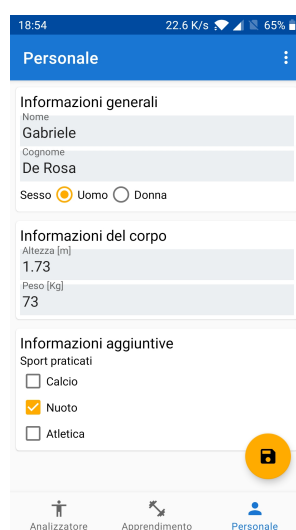 18:54 22.6 K/s 65%
Personale
Informazioni generali
Nome
Gabriele
Cognome
De Rosa
Sesso Uomo Donna
Informazioni del corpo
Altezza [m]
1.73
Peso [Kg]
73
Informazioni aggiuntive
Sport praticati
Calcio
Nuoto
Atletica
Analizzatore Apprendimento Personale